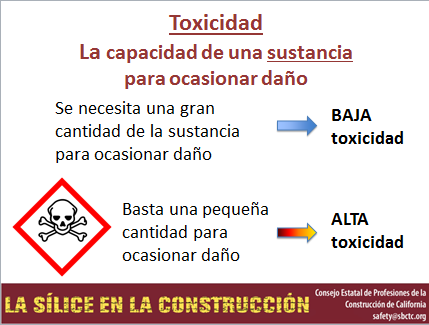 Toxicidad
La capacidad de una sustancia
para ocasionar daño
Se necesita una gran
cantidad de la sustancia
para ocasionar daño
BAJA
toxicidad
Basta una pequeña
cantidad para
ocasionar daño
ALTA
toxicidad
LA SÍLICE EN LA CONSTRUCCIÓN
Consejo Estatal de Profesiones de la
Construcción de California
safety@sbctc.org